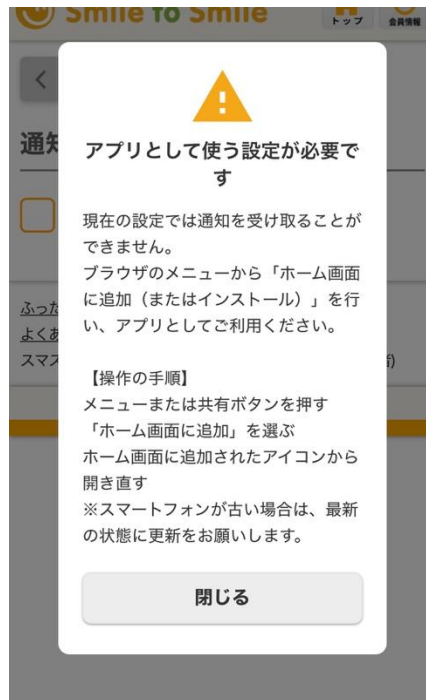 Smile to Smile
トップ
会員情報
通知
アプリとして使う設定が必要で
す
現在の設定では通知を受け取ることが
できません。
ブラウザのメニューから「ホーム画面
に追加（またはインストール）」を行
い、アプリとしてご利用ください。
ふった
よくあ
スマス
【操作の手順】
メニューまたは共有ボタンを押す
「ホーム画面に追加」を選ぶ
ホーム画面に追加されたアイコンから
開き直す
※スマートフォンが古い場合は、最新
の状態に更新をお願いします。
閉じる